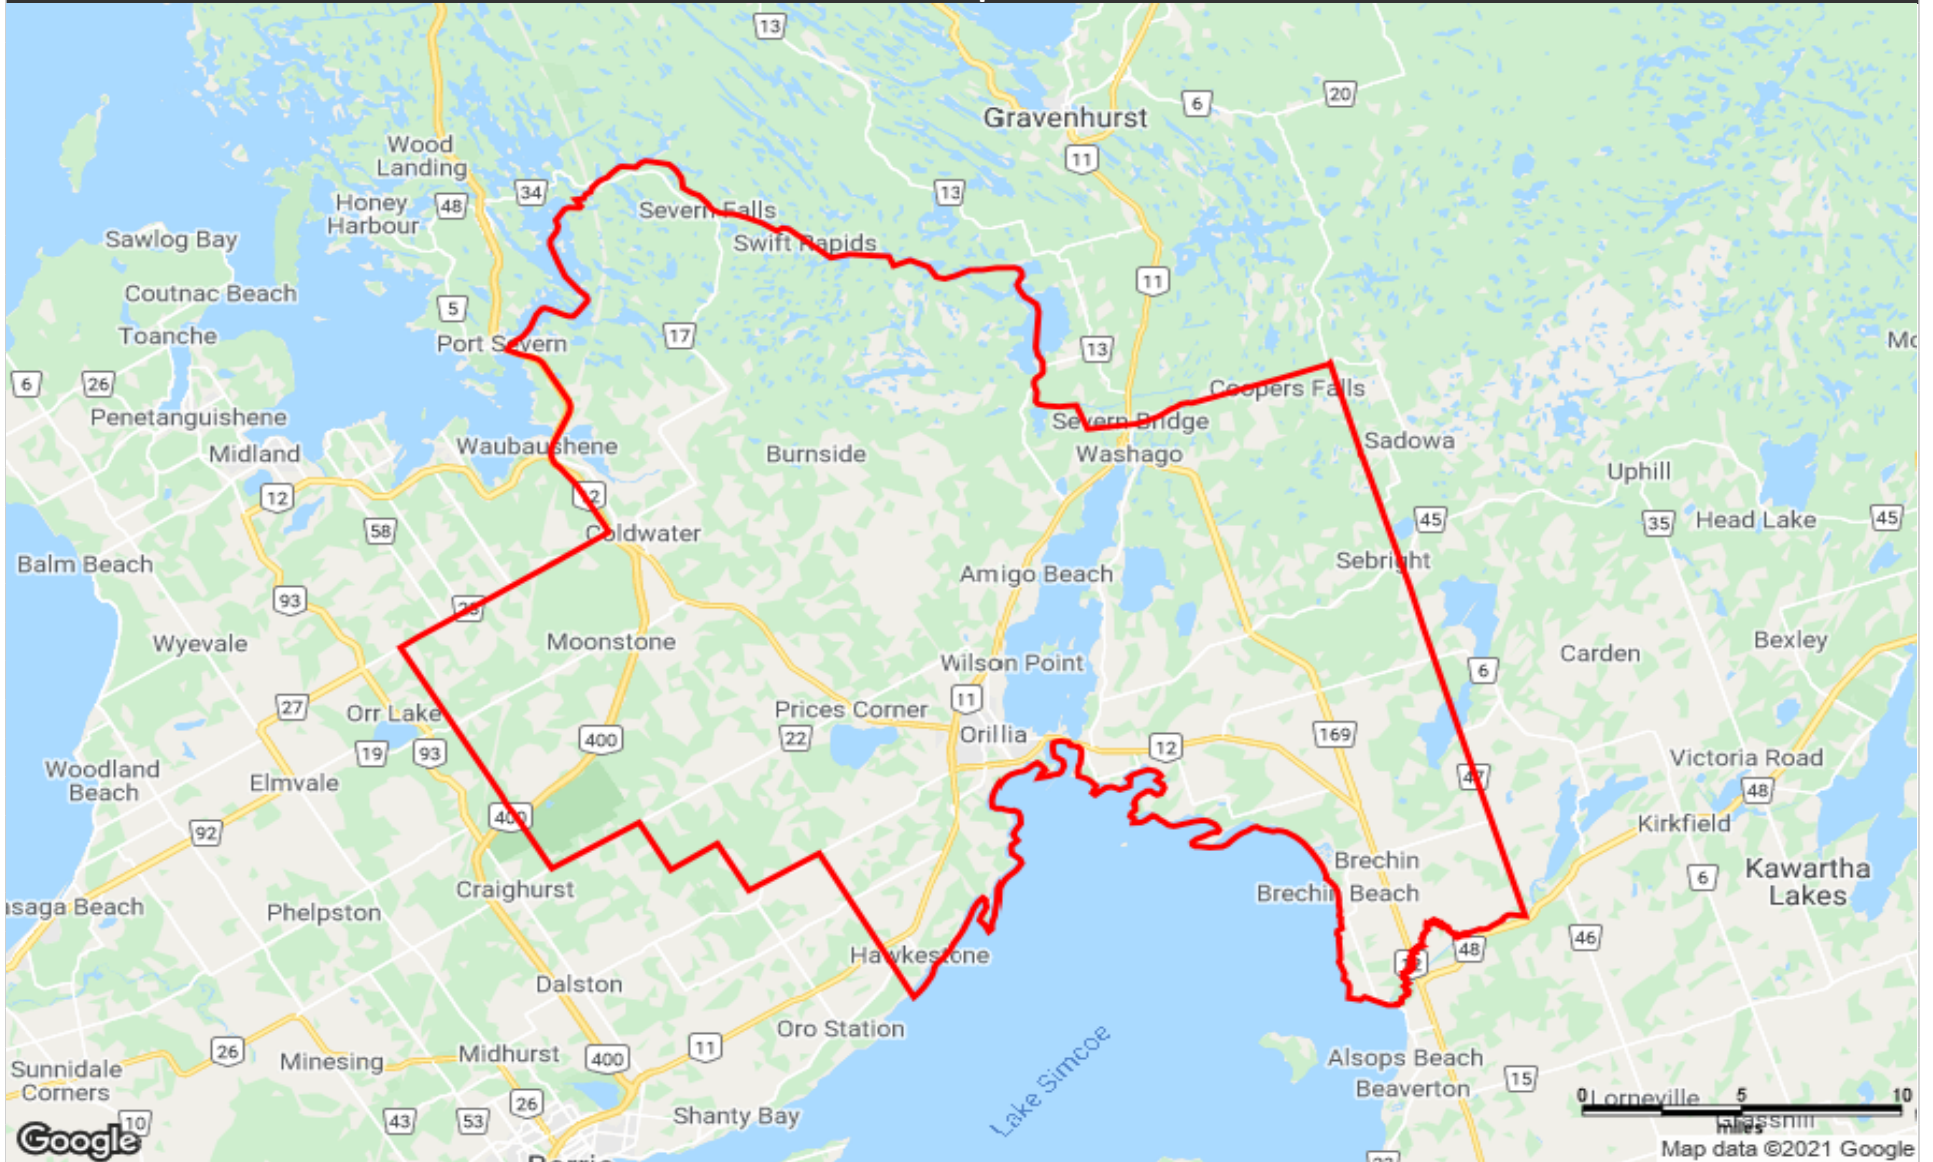 13
Gravenhurst
6
20
Wood
Landing
11
34
13
Honey
Harbour
48
Severn Falls
Sawlog Bay
Swift Rapids
11
Coutnac Beach
5
Toanche
Port Severn
17
13
6
26
Coopers Falls
Penetanguishene
Severn Bridge
Sadowa
Midland
Waubaushene
Burnside
Washago
Uphill
12
58
Coldwater
45
35
Head Lake
45
Balm Beach
Amigo Beach
Sebright
93
Wyevale
Moonstone
Wilson Point
Carden
Bexley
6
27
Orr Lake
Prices Corner
11
19
93
400
22
Orillia
12
169
Woodland
Beach
Elmvale
47
Victoria Road
48
400
92
Kirkfield
Brechin
Craighurst
Brechin Beach
6
Kawartha
Lakes
asaga Beach
Phelpston
Hawkestone
48
46
Dalston
12
Oro Station
Lake Simcoe
26
Minesing
Midhurst
400
11
Alsops Beach
Beaverton
15
Sunnidale
Corners
10
43
53
26
Shanty Bay
0 5 10
Lorneville
miles
Google
Map data ©2021 Google